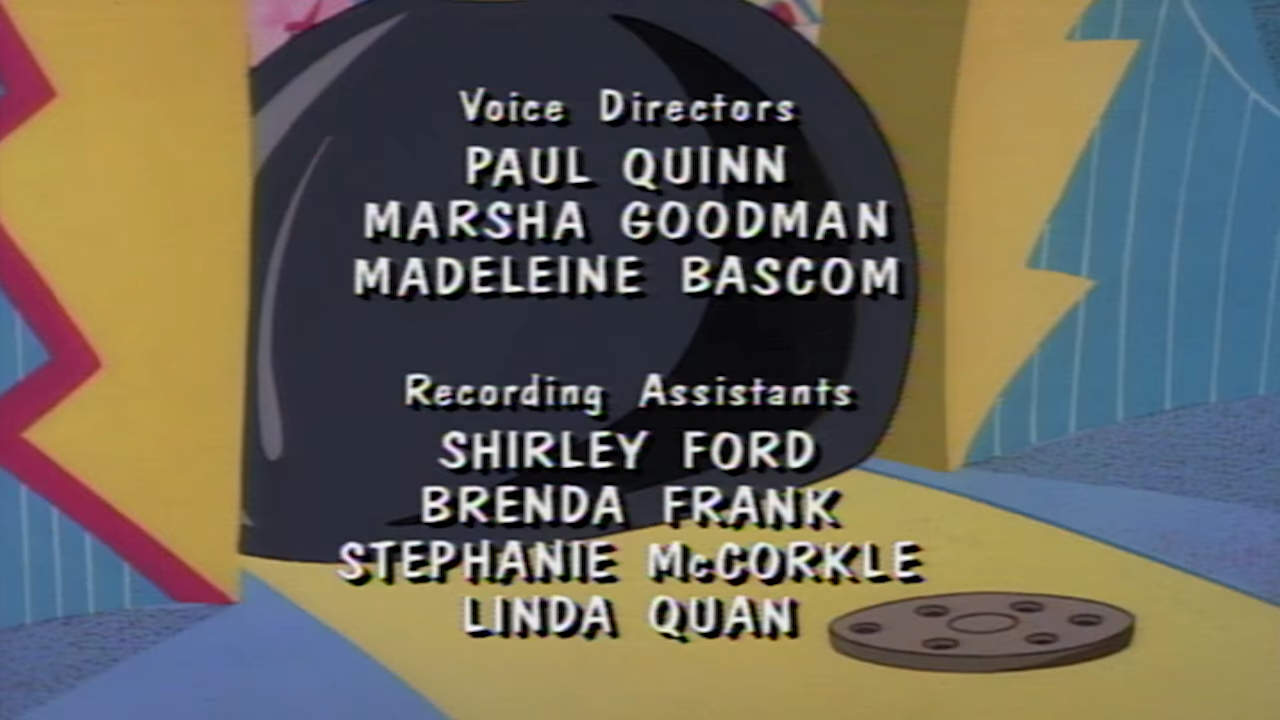 Voice Directors
PAUL QUINN
MARSHA GOODMAN
MADELEINE BASCOM
Recording Assistants
SHIRLEY FORD
BRENDA FRANK
STEPHANIE McCORKLE
LINDA QUAN